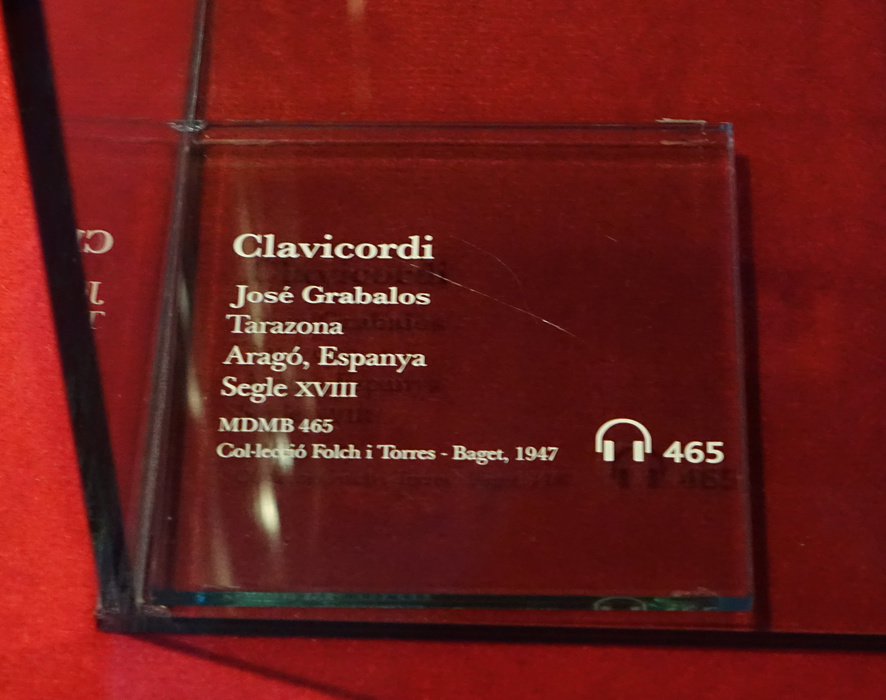 Clavicordi
José Grabalos
Tarazona
Aragó, Espanya
Segle XVIII
MDMB 465
Col·lecció Folch i Torres - Baget, 1947
465